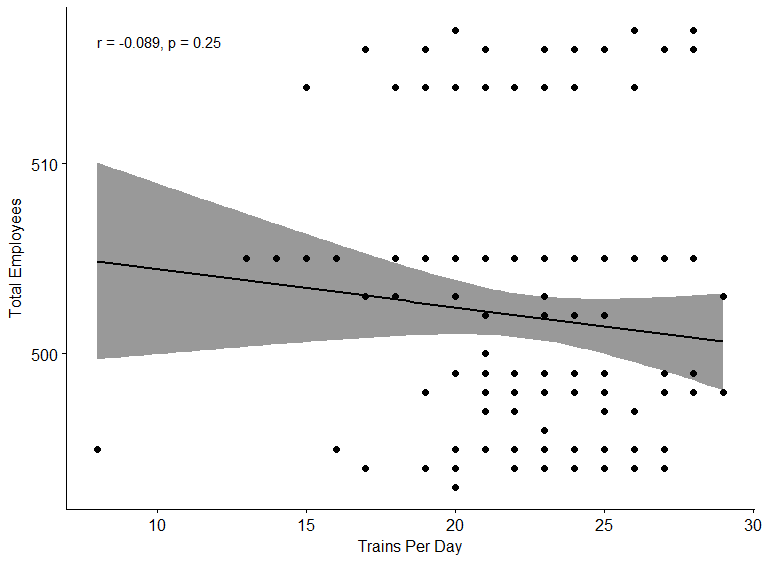 r = -0.089, p = 0.25
510
500
Total Employees
10
15
20
25
30
Trains Per Day